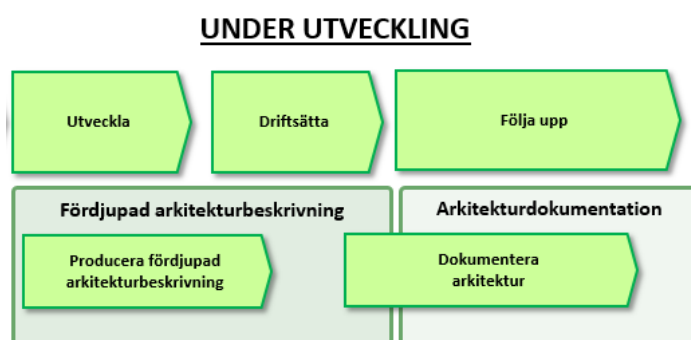 UNDER UTVECKLING
Utveckla
Driftsätta
Följa upp
Fördjupad arkitekturbeskrivning
Arkitekturdokumentation
Producera fördjupad
arkitekturbeskrivning
Dokumentera
arkitektur